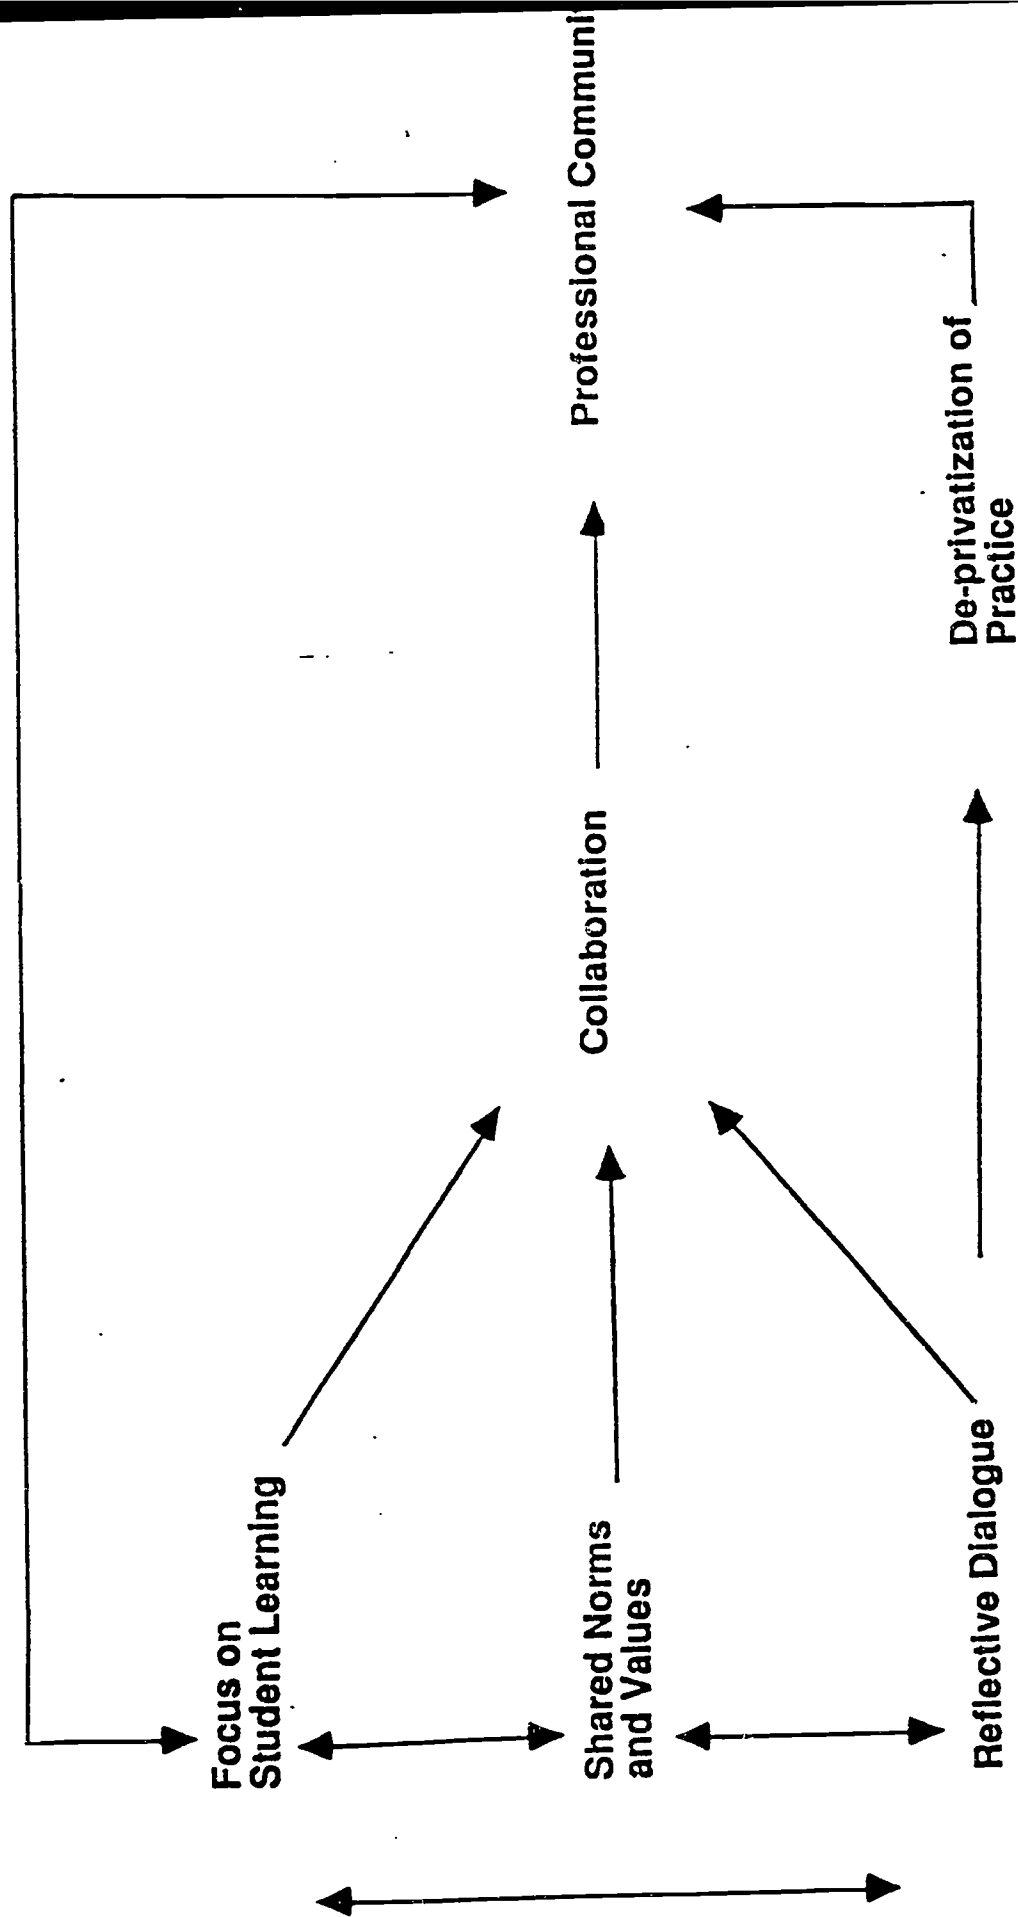 Focus on
Student Learning
Shared Norms
and Values
Reflective Dialogue
Collaboration
De-privatization of
Practice
Professional Communi